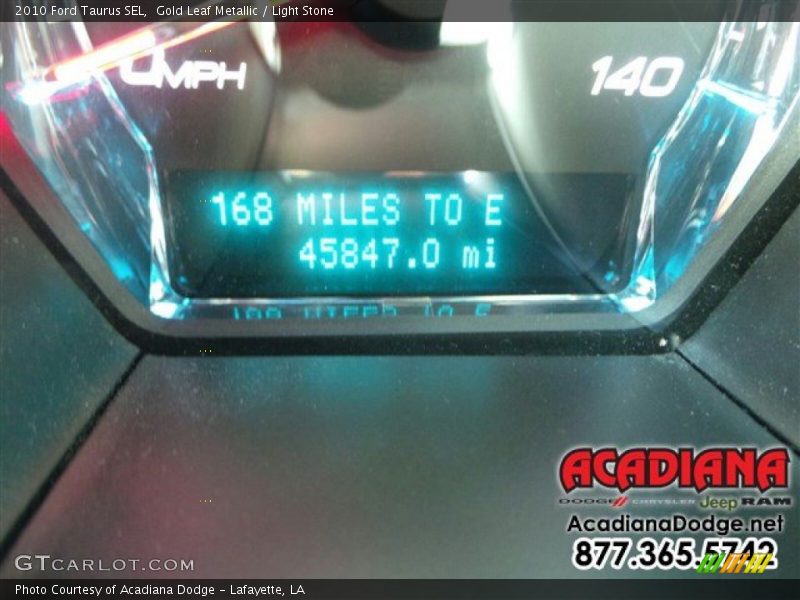 2010 Ford Taurus SEL,  Gold Leaf Metallic / Light Stone
0 MPH
140
168 MILES TO E
45847.0 mi
ACADIANA
DODGE CHRYSLER Jeep RAM
AcadianaDodge.net
877.365.5742
GTCARLOT.COM
Photo Courtesy of Acadiana Dodge - Lafayette, LA